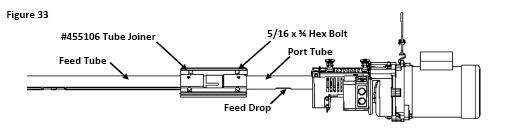 Figure 33
#455106 Tube Joiner
5/16 x ¾ Hex Bolt
Feed Tube
Port Tube
Feed Drop